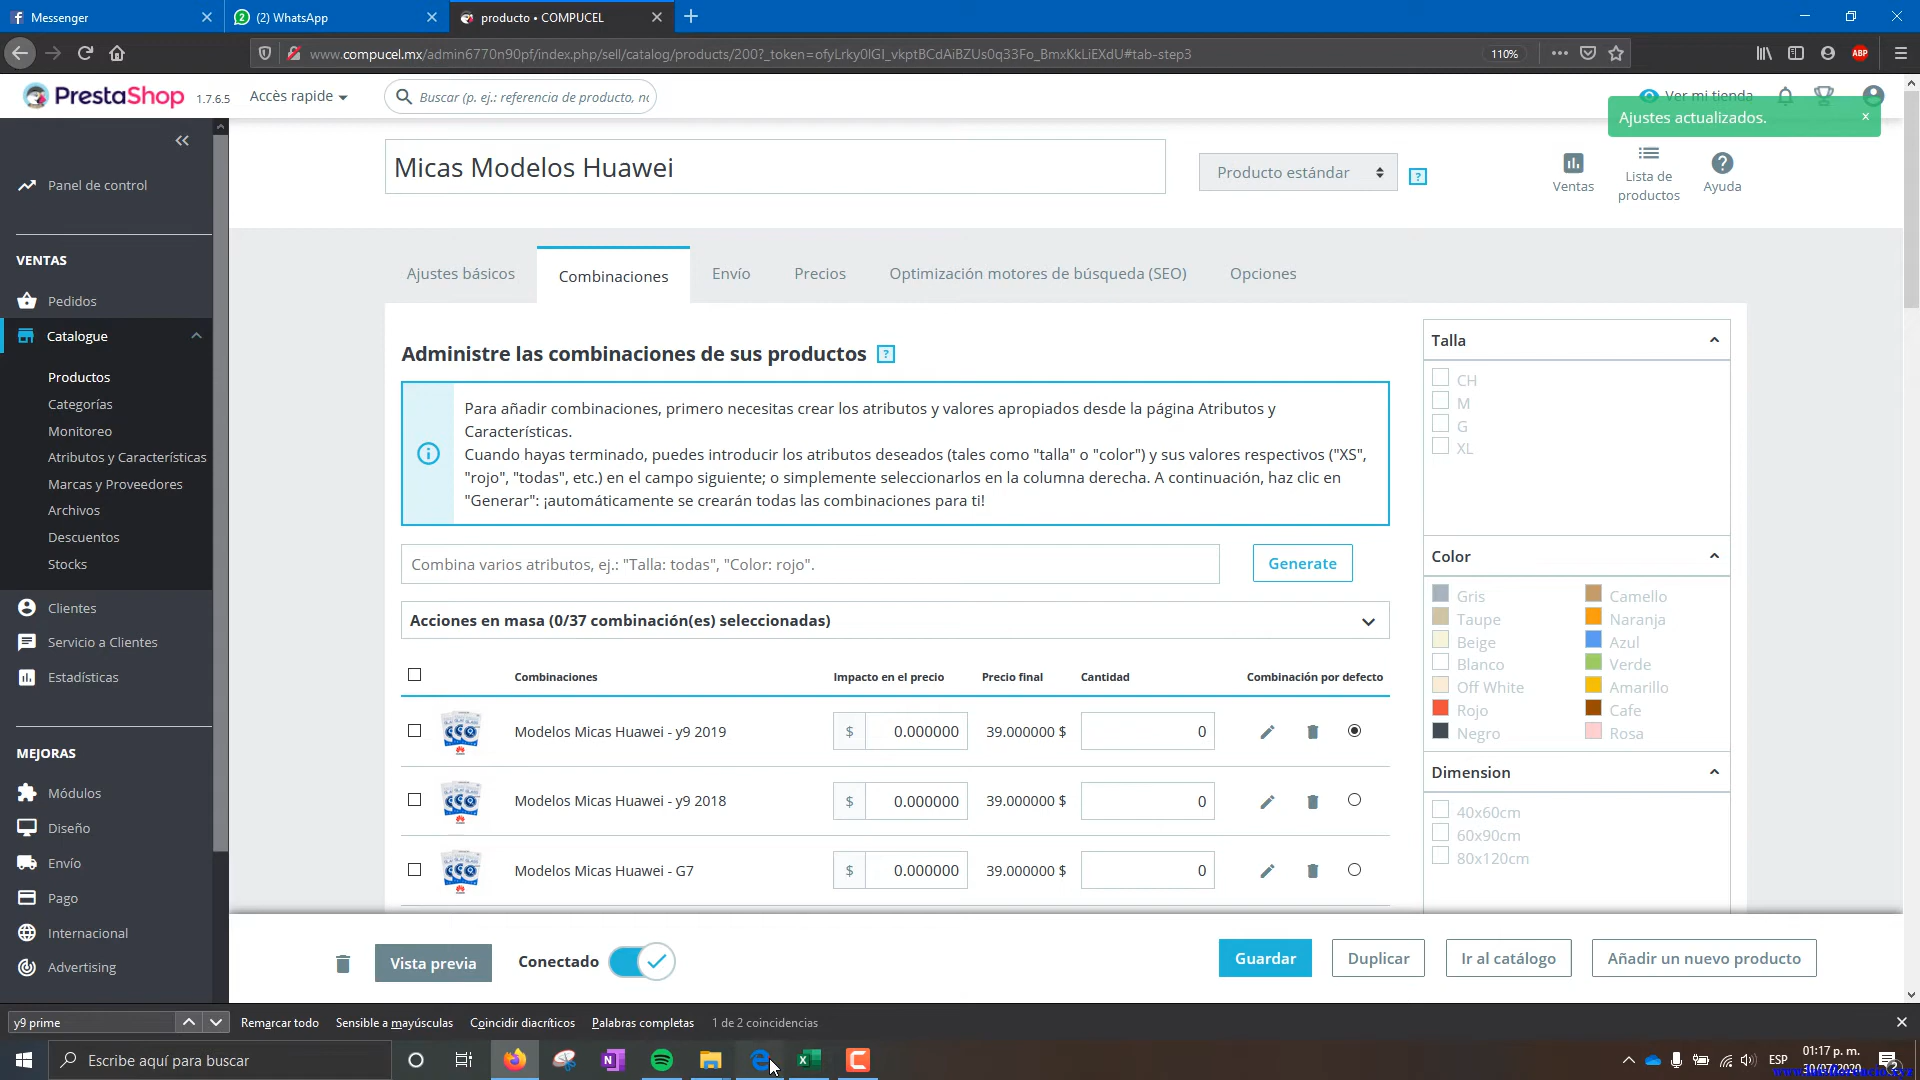 Messenger
(2) WhatsApp
producto • COMPUCEL
www.compucel.mx/admin6770n90pf/index.php/sell/catalog/products/200?_token=ofyLrky0lGI_vkptBCdAiBZUs0q33Fo_BmxKkLiEXdU#tab-step3
110%
ABP
PrestaShop
1.7.6.5
Accès rapide
Buscar (p. ej.: referencia de producto, no
Ver mi tienda
Ajustes actualizados.
Micas Modelos Huawei
Producto estándar
?
Ventas
Lista de
productos
Ayuda
Panel de control
VENTAS
Pedidos
Catalogue
Productos
Categorías
Monitoreo
Atributos y Características
Marcas y Proveedores
Archivos
Descuentos
Stocks
Clientes
Servicio a Clientes
Estadísticas
MEJORAS
Módulos
Diseño
Envío
Pago
Internacional
Advertising
Ajustes básicos
Combinaciones
Envío
Precios
Optimización motores de búsqueda (SEO)
Opciones
Administre las combinaciones de sus productos ?
Para añadir combinaciones, primero necesitas crear los atributos y valores apropiados desde la página Atributos y
Características.
Cuando hayas terminado, puedes introducir los atributos deseados (tales como "talla" o "color") y sus valores respectivos ("XS",
"rojo", "todas", etc.) en el campo siguiente; o simplemente seleccionarlos en la columna derecha. A continuación, haz clic en
"Generar": ¡automáticamente se crearán todas las combinaciones para ti!
Combina varios atributos, ej.: "Talla: todas", "Color: rojo".
Generate
Acciones en masa (0/37 combinación(es) seleccionadas)
Combinaciones Impacto en el precio Precio final Cantidad Combinación por defecto
Modelos Micas Huawei - y9 2019 $ 0.000000 39.000000 $ 0
Modelos Micas Huawei - y9 2018 $ 0.000000 39.000000 $ 0
Modelos Micas Huawei - G7 $ 0.000000 39.000000 $ 0
Talla
CH
M
G
XL
Color
Gris
Taupe
Beige
Blanco
Off White
Rojo
Negro
Camello
Naranja
Azul
Verde
Amarillo
Cafe
Rosa
Dimension
40x60cm
60x90cm
80x120cm
Vista previa
Conectado
Guardar
Duplicar
Ir al catálogo
Añadir un nuevo producto
y9 prime
Remarcar todo
Sensible a mayúsculas
Coincidir diacríticos
Palabras completas
1 de 2 coincidencias
Escribe aquí para buscar
ESP
01:17 p. m.
30/07/2020